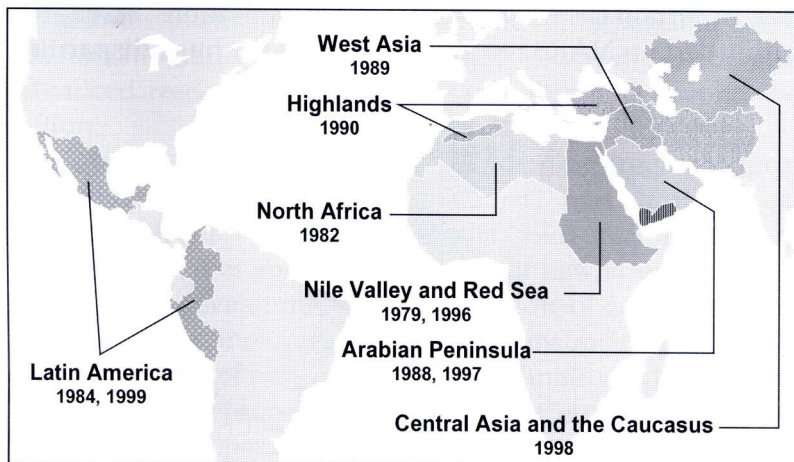 West Asia
1989
Highlands
1990
North Africa
1982
Nile Valley and Red Sea
1979, 1996
Arabian Peninsula
1988, 1997
Latin America
1984, 1999
Central Asia and the Caucasus
1998